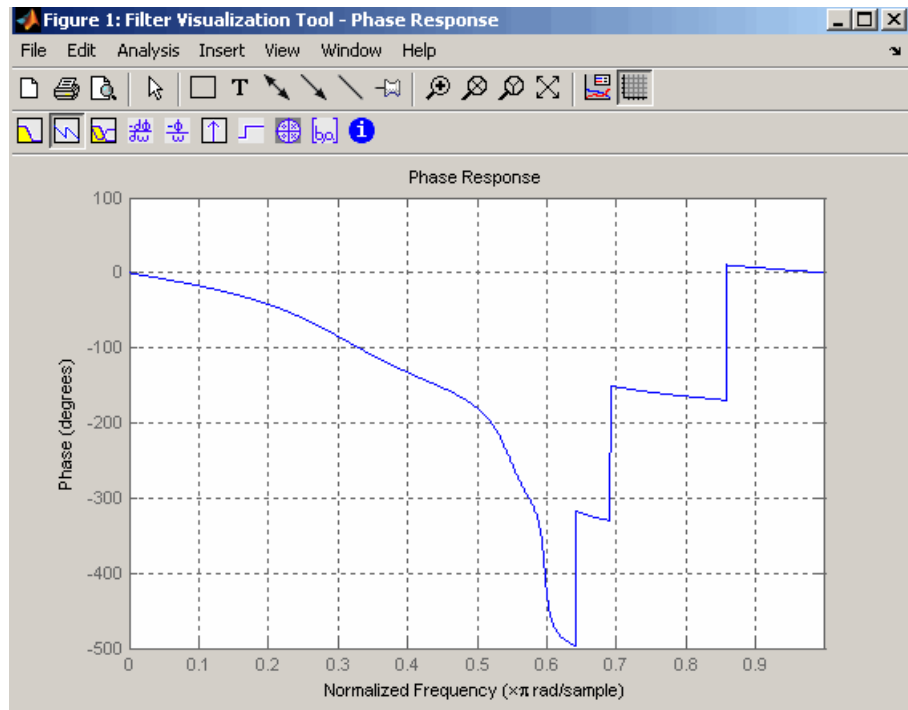 Figure 1: Filter Visualization Tool - Phase Response
File Edit Analysis Insert View Window Help
T
-dφ
dω
-φ
ω
[b,a]
i
Phase Response
100
0
-100
-200
-300
-400
-500
Phase (degrees)
0 0.1 0.2 0.3 0.4 0.5 0.6 0.7 0.8 0.9
Normalized Frequency (×π rad/sample)